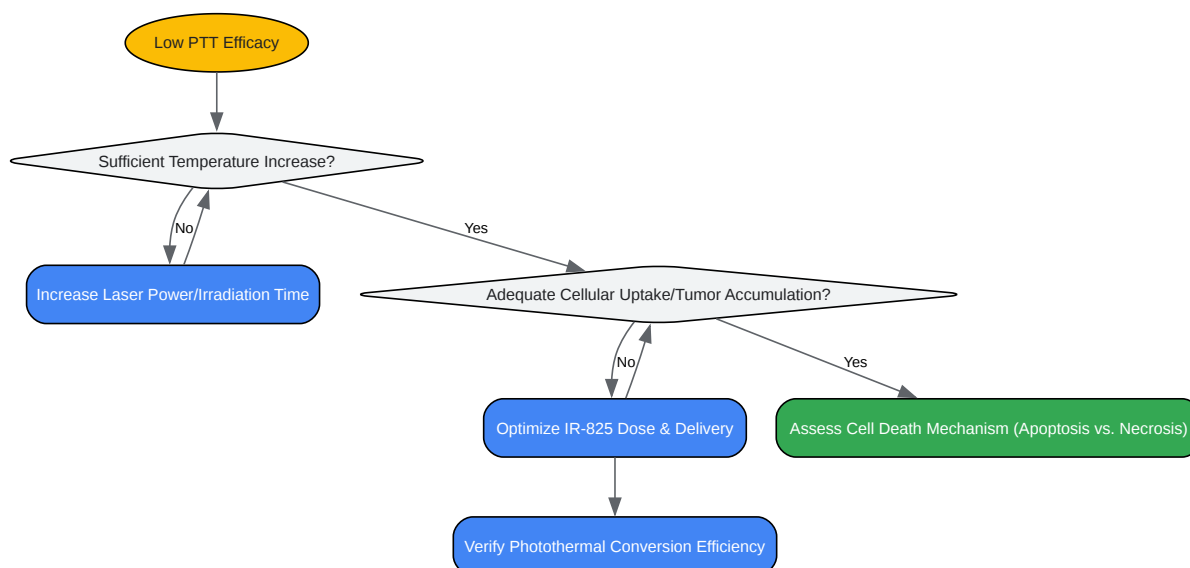 Low PTT Efficacy
Sufficient Temperature Increase?
No
Yes
Increase Laser Power/Irradiation Time
Adequate Cellular Uptake/Tumor Accumulation?
No
Yes
Optimize IR-825 Dose & Delivery
Assess Cell Death Mechanism (Apoptosis vs. Necrosis)
Verify Photothermal Conversion Efficiency